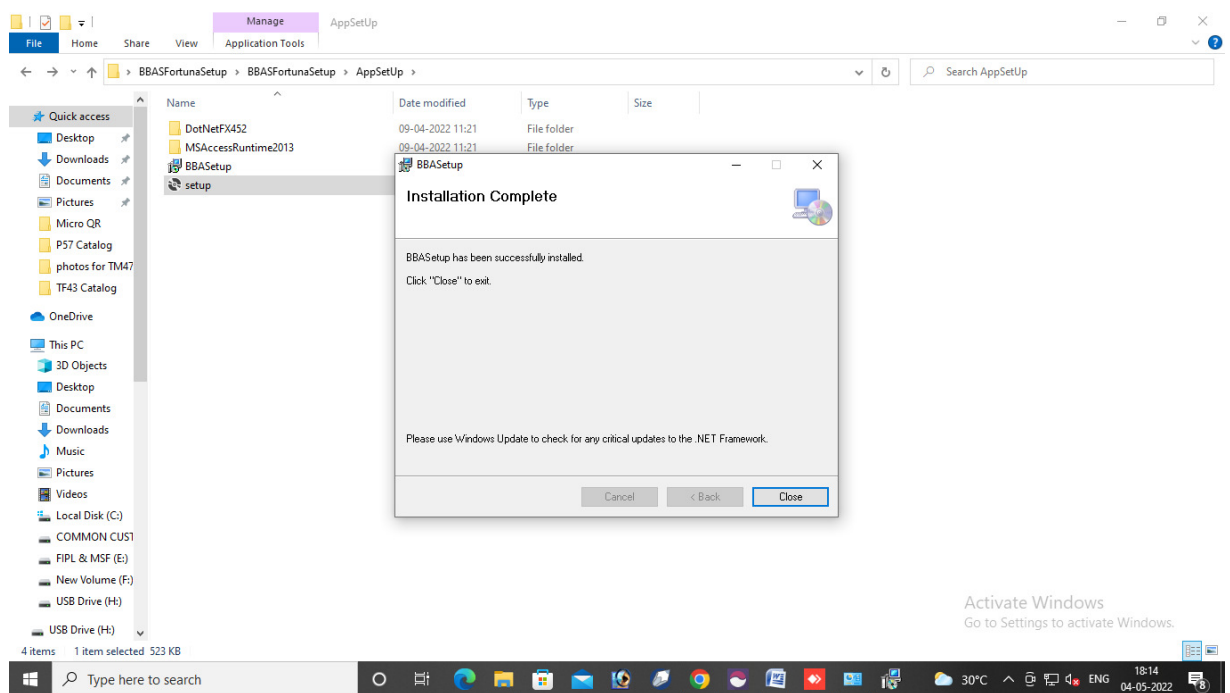 Manage AppSetUp
File Home Share View Application Tools
BBASFortunaSetup › BBASFortunaSetup › AppSetUp ›
Search AppSetUp
Name Date modified Type Size
DotNetFX452 09-04-2022 11:21 File folder
MSAccessRuntime2013 09-04-2022 11:21 File folder
BBASetup
setup
Quick access
Desktop
Downloads
Documents
Pictures
Micro QR
P57 Catalog
photos for TM47
TF43 Catalog
OneDrive
This PC
3D Objects
Desktop
Documents
Downloads
Music
Pictures
Videos
Local Disk (C:)
COMMON CUST
FIPL & MSF (E:)
New Volume (F:)
USB Drive (H:)
USB Drive (H:)
BBASetup
Installation Complete
BBASetup has been successfully installed.
Click "Close" to exit.
Please use Windows Update to check for any critical updates to the .NET Framework.
Cancel < Back Close
Activate Windows
Go to Settings to activate Windows.
4 items 1 item selected 523 KB
Type here to search
30°C ENG 18:14
04-05-2022
8